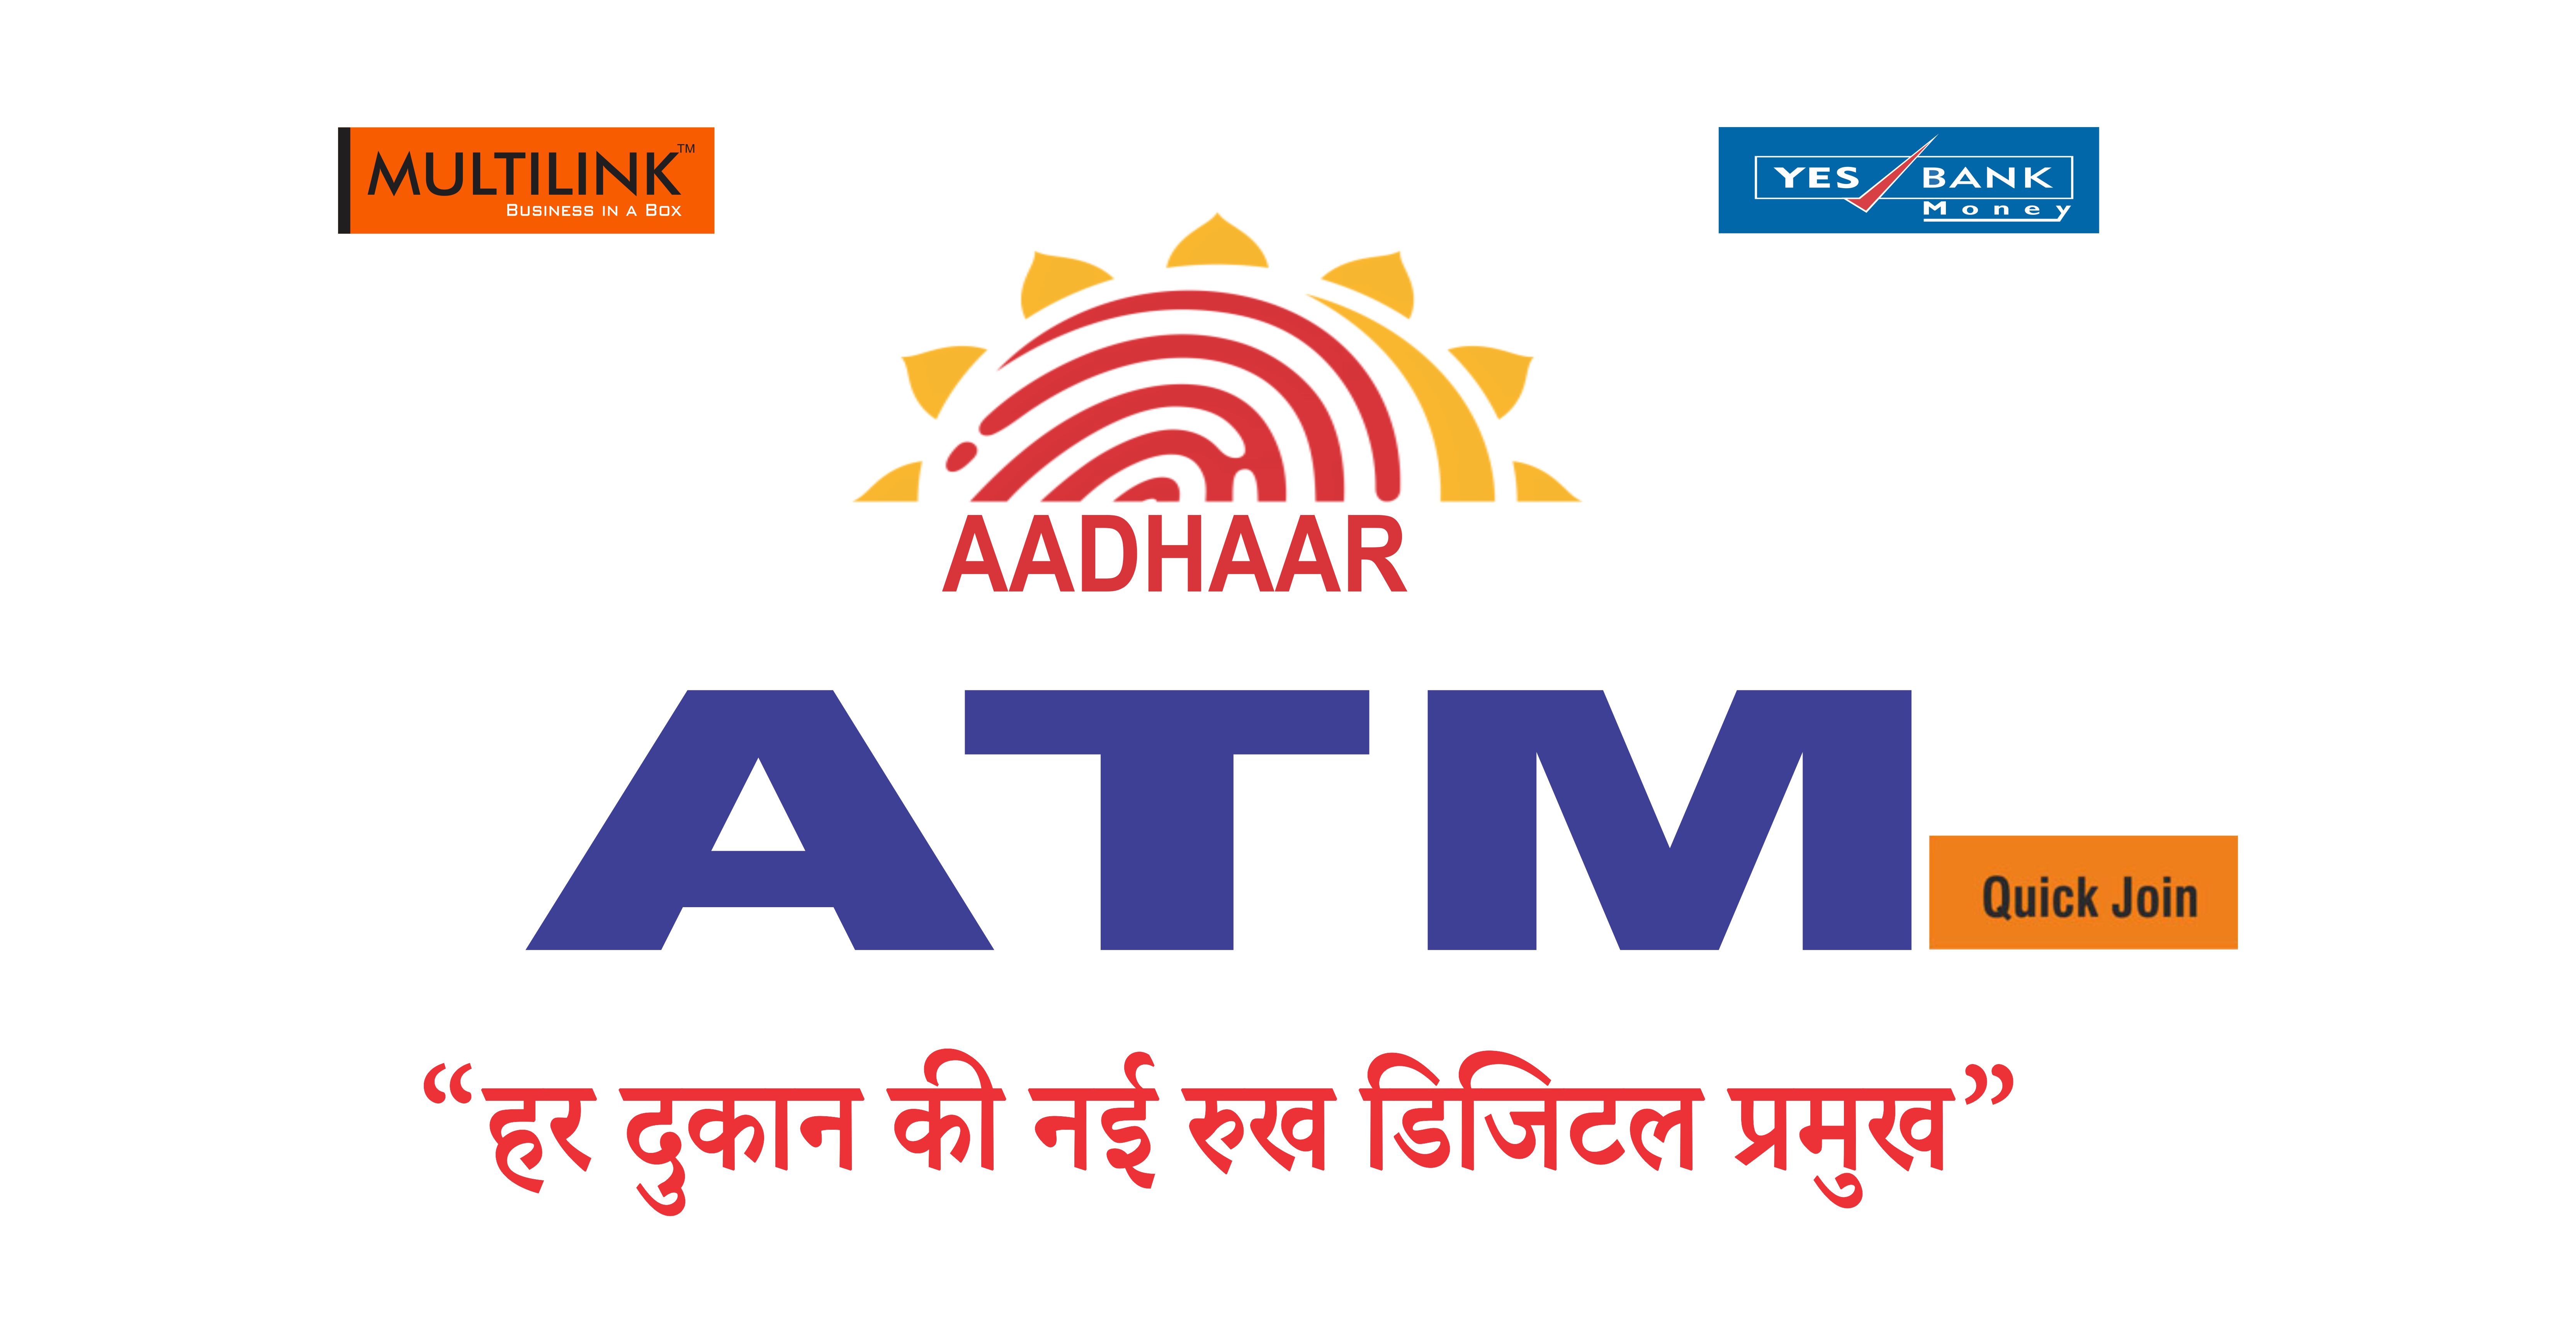 MULTILINK™
BUSINESS IN A BOX
YES BANK
Money
AADHAAR
ATM
Quick Join
“हर दुकान की नई रुख डिजिटल प्रमुख”